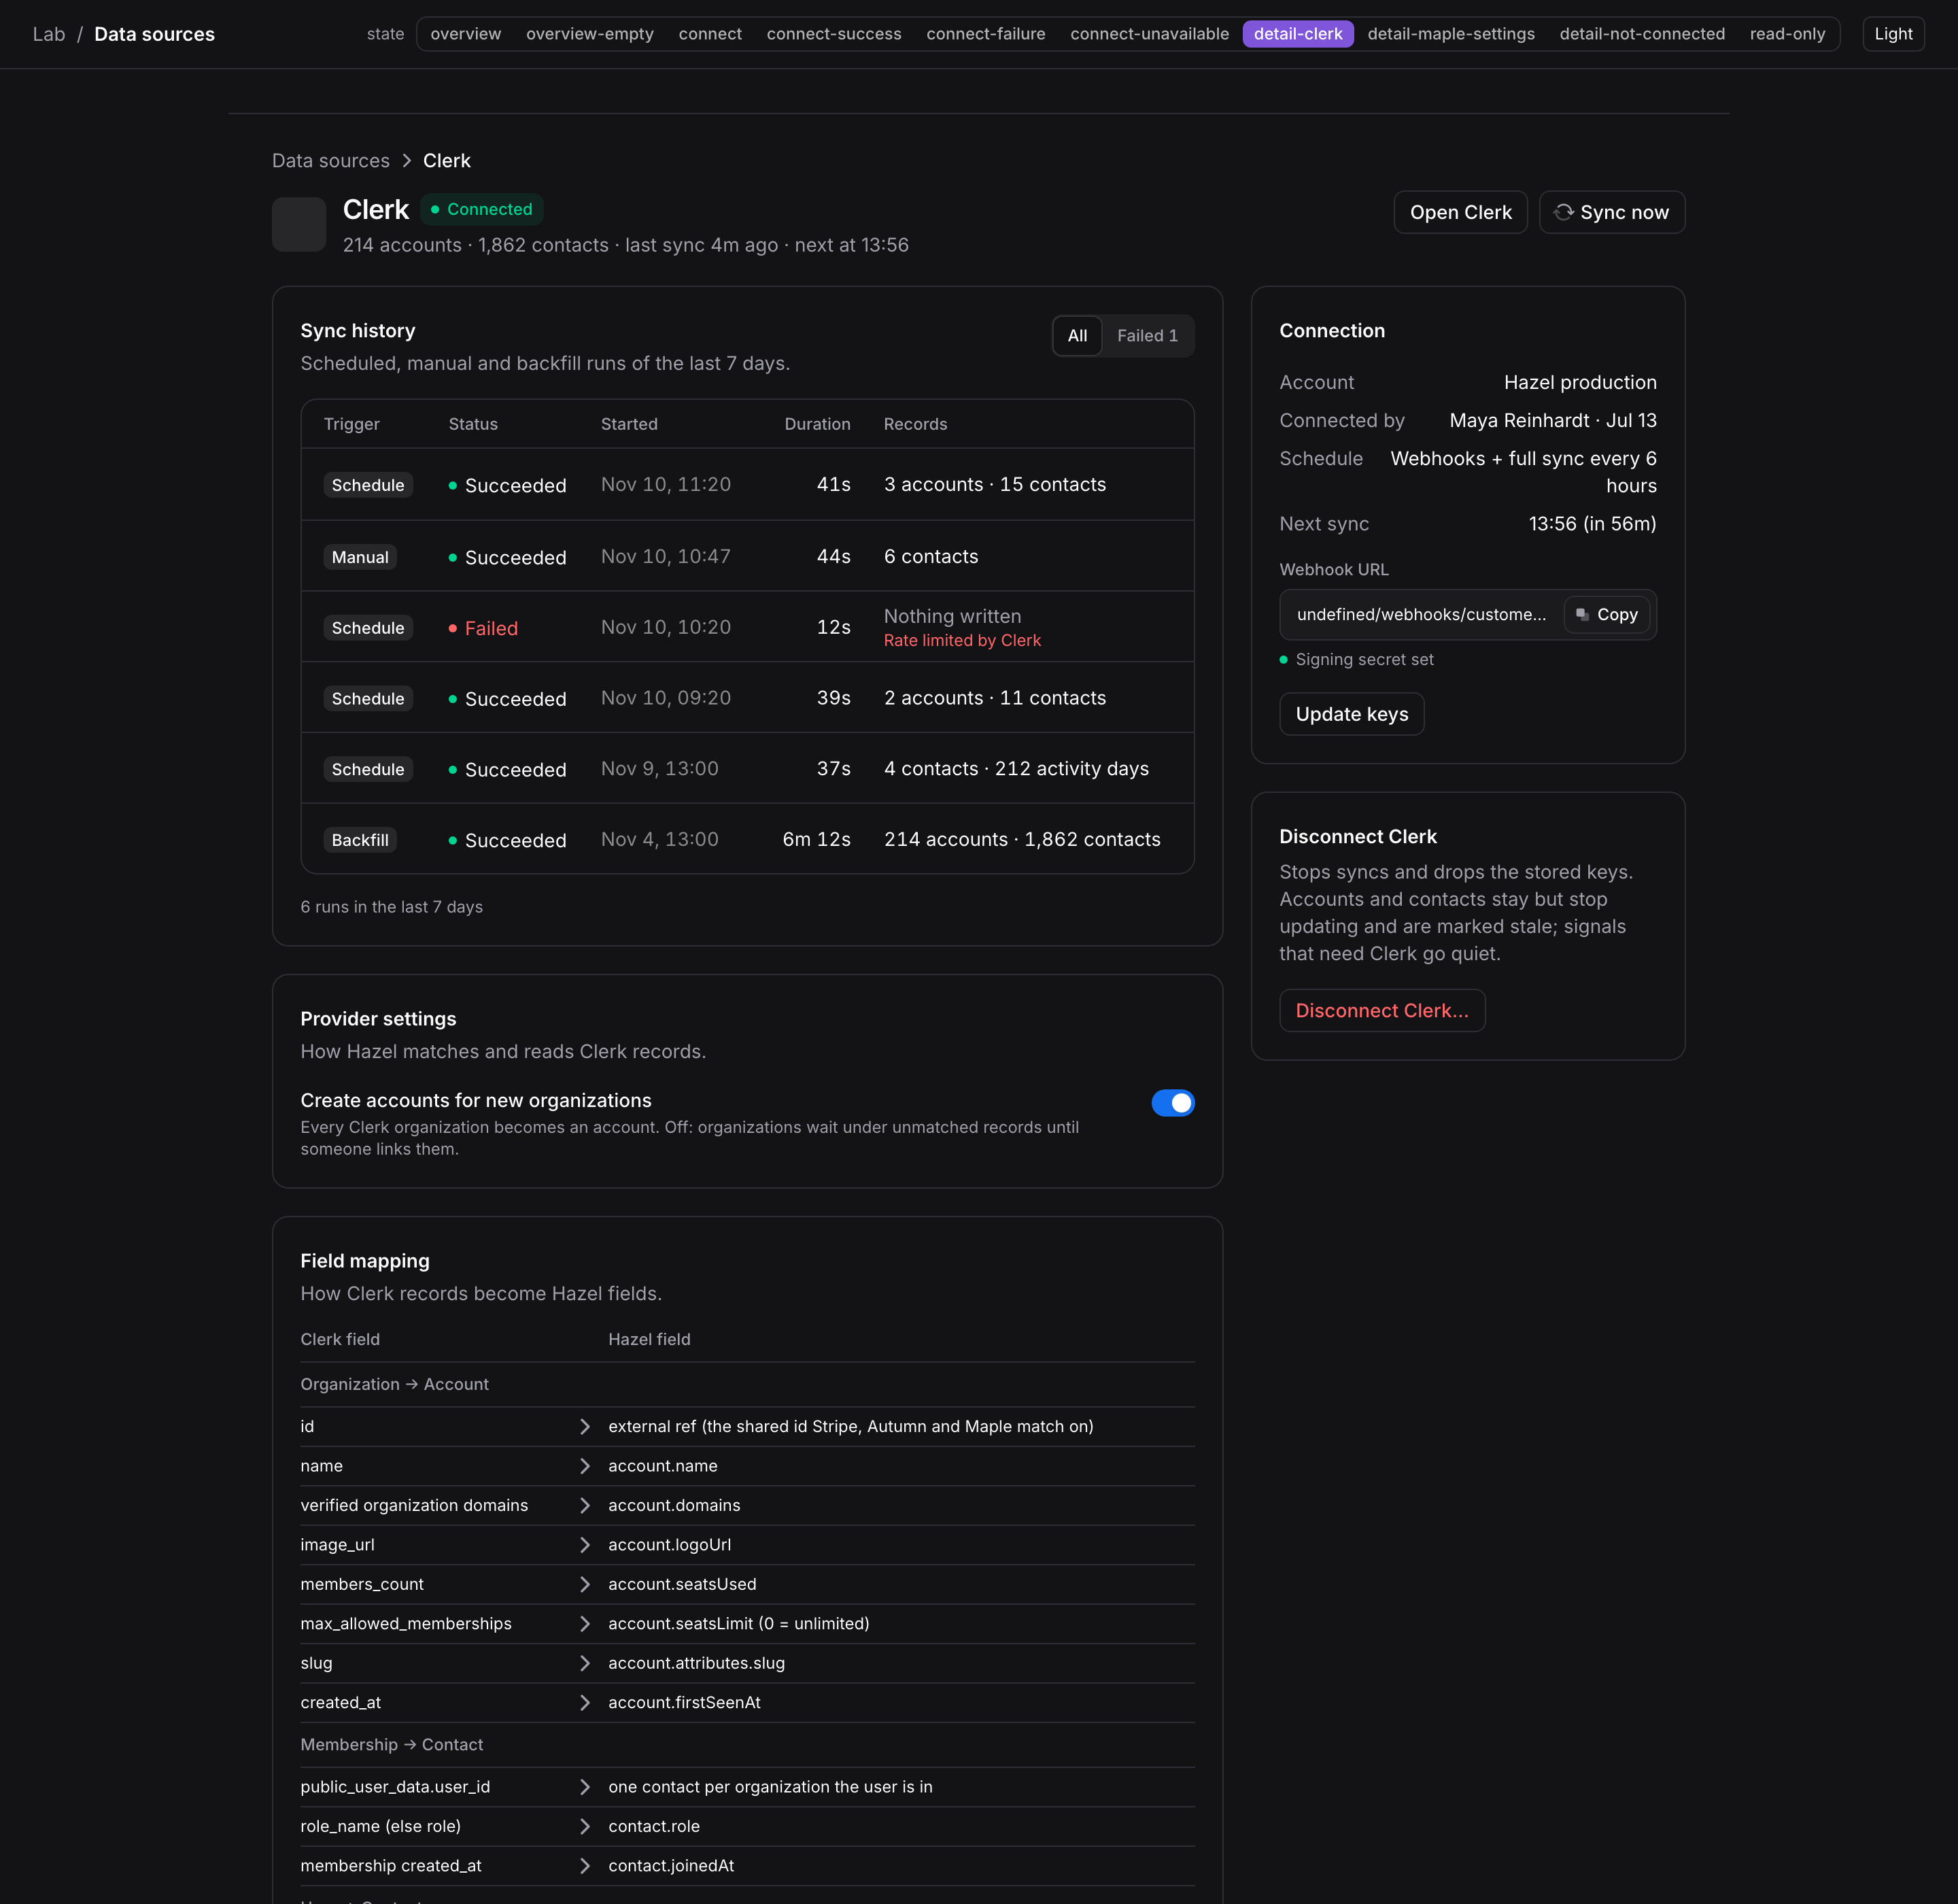 Lab / Data sources
state overview overview-empty connect connect-success connect-failure connect-unavailable detail-clerk detail-maple-settings detail-not-connected read-only Light
Data sources > Clerk
Clerk Connected
214 accounts · 1,862 contacts · last sync 4m ago · next at 13:56
Open Clerk Sync now
Sync history
Scheduled, manual and backfill runs of the last 7 days.
All Failed 1
Trigger Status Started Duration Records
Schedule Succeeded Nov 10, 11:20 41s 3 accounts · 15 contacts
Manual Succeeded Nov 10, 10:47 44s 6 contacts
Schedule Failed Nov 10, 10:20 12s Nothing written
Rate limited by Clerk
Schedule Succeeded Nov 10, 09:20 39s 2 accounts · 11 contacts
Schedule Succeeded Nov 9, 13:00 37s 4 contacts · 212 activity days
Backfill Succeeded Nov 4, 13:00 6m 12s 214 accounts · 1,862 contacts
6 runs in the last 7 days
Connection
Account Hazel production
Connected by Maya Reinhardt · Jul 13
Schedule Webhooks + full sync every 6
hours
Next sync 13:56 (in 56m)
Webhook URL
undefined/webhooks/custome... Copy
Signing secret set
Update keys
Disconnect Clerk
Stops syncs and drops the stored keys.
Accounts and contacts stay but stop
updating and are marked stale; signals
that need Clerk go quiet.
Disconnect Clerk...
Provider settings
How Hazel matches and reads Clerk records.
Create accounts for new organizations
Every Clerk organization becomes an account. Off: organizations wait under unmatched records until
someone links them.
Field mapping
How Clerk records become Hazel fields.
Clerk field Hazel field
Organization → Account
id > external ref (the shared id Stripe, Autumn and Maple match on)
name > account.name
verified organization domains > account.domains
image_url > account.logoUrl
members_count > account.seatsUsed
max_allowed_memberships > account.seatsLimit (0 = unlimited)
slug > account.attributes.slug
created_at > account.firstSeenAt
Membership → Contact
public_user_data.user_id > one contact per organization the user is in
role_name (else role) > contact.role
membership created_at > contact.joinedAt